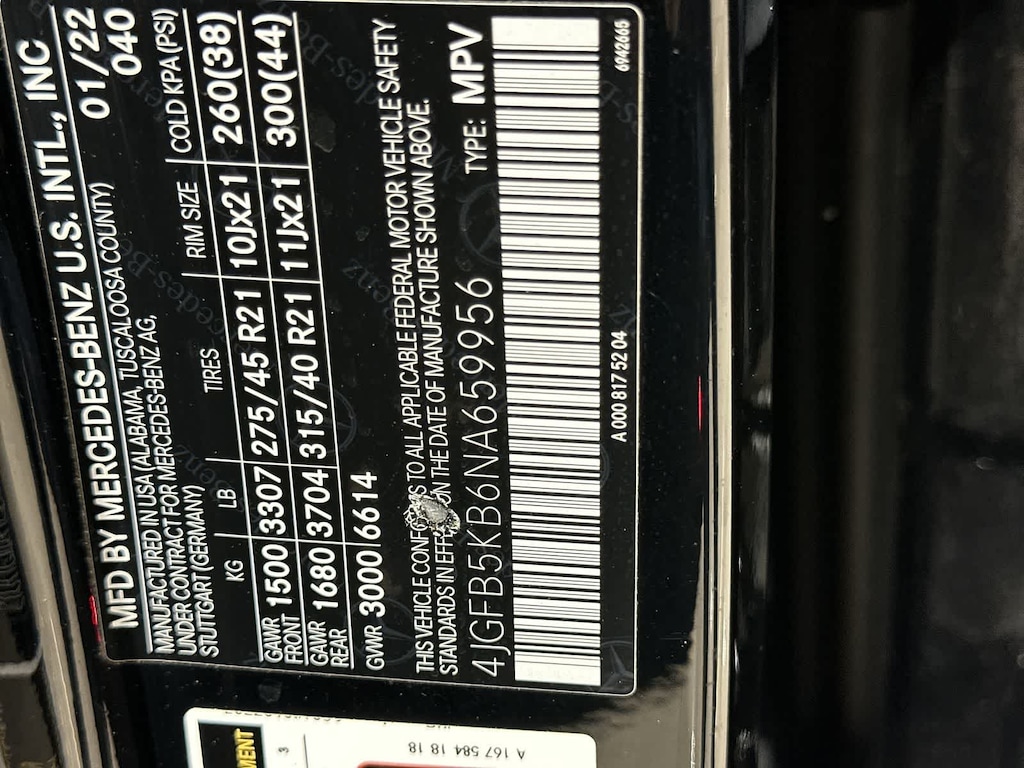 MFD BY MERCEDES-BENZ U.S. INTL., INC
MANUFACTURED IN USA (ALABAMA, TUSCALOOSA COUNTY) 01/22
UNDER CONTRACT FOR MERCEDES-BENZ AG, 040
STUTTGART (GERMANY)
KG LB TIRES RIM SIZE COLD KPA (PSI)
GAWR FRONT 1500 3307 275/45 R21 10Jx21 260(38)
GAWR REAR 1680 3704 315/40 R21 11Jx21 300(44)
GWR 3000 6614
THIS VEHICLE TO ALL APPLICABLE FEDERAL MOTOR VEHICLE SAFETY
STANDARDS IN THE DATE OF MANUFACTURE SHOWN ABOVE.
4JGFB5KB6NA659956 TYPE: MPV
A 000 817 52 04 6942665
A 167 584 18 18